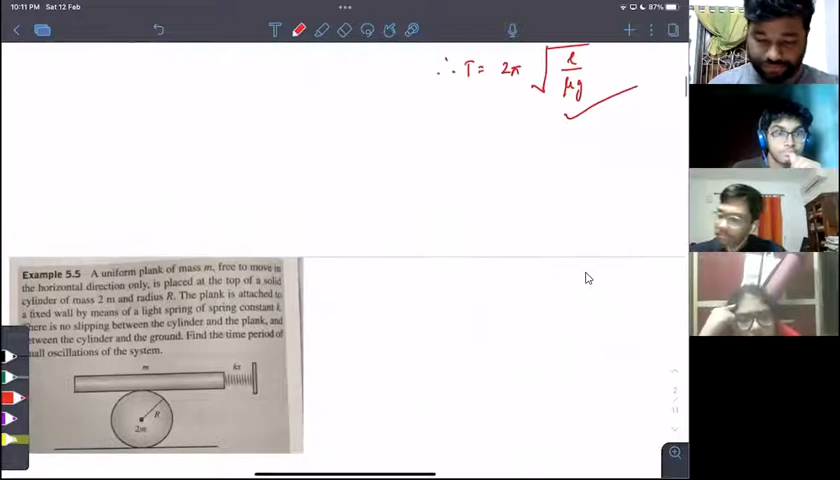 10:11 PM Sat 12 Feb
87%
∴ T = 2π √(l/μg)
Example 5.5 A uniform plank of mass m, free to move in
the horizontal direction only, is placed at the top of a solid
cylinder of mass 2 m and radius R. The plank is attached to
a fixed wall by means of a light spring of spring constant k.
here is no slipping between the cylinder and the plank, and
etween the cylinder and the ground. Find the time period of
mall oscillations of the system.
m
kx
R
2m
2
11